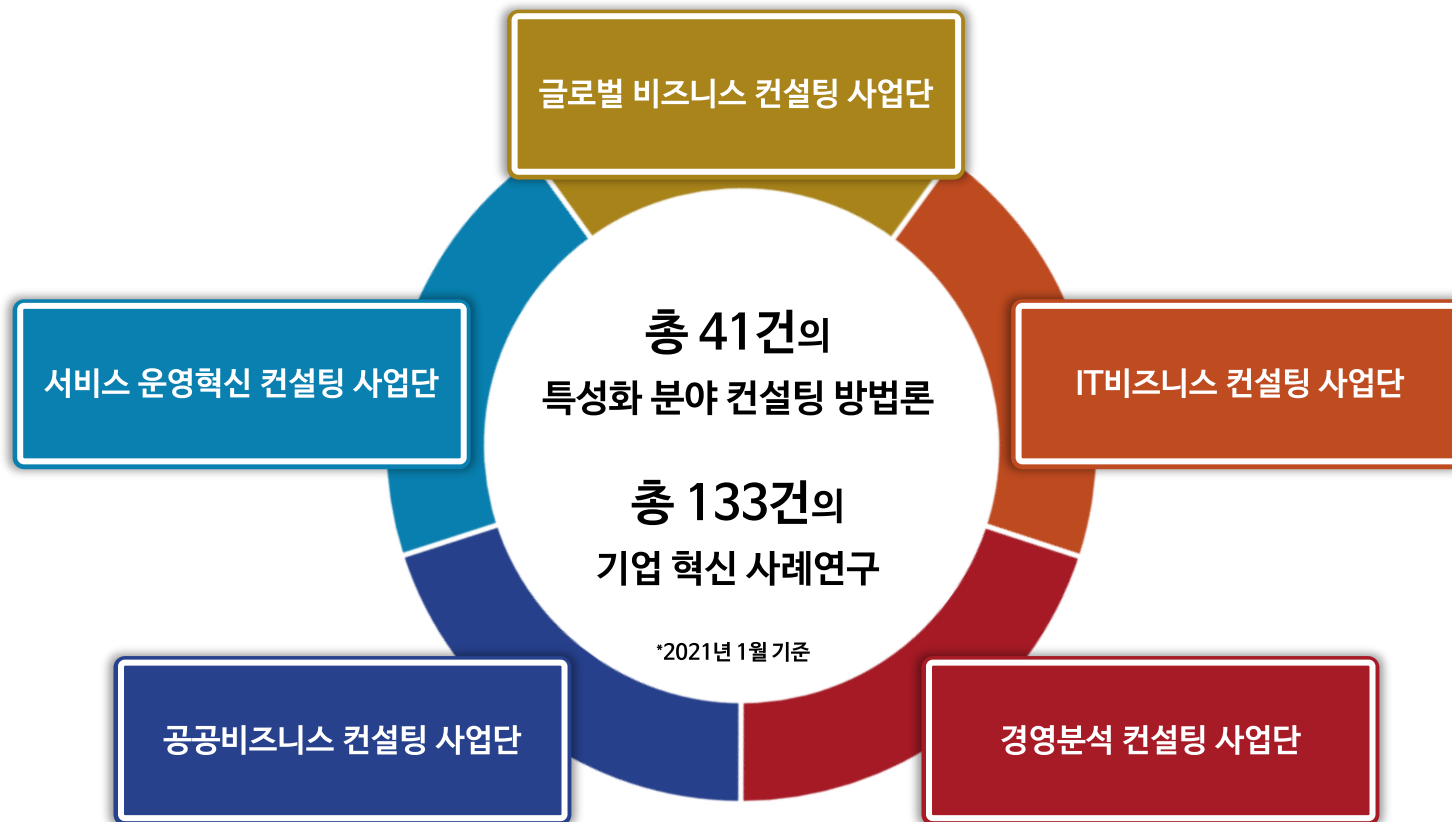 글로벌 비즈니스 컨설팅 사업단
서비스 운영혁신 컨설팅 사업단
IT비즈니스 컨설팅 사업단
총 41건의
특성화 분야 컨설팅 방법론
총 133건의
기업 혁신 사례연구
*2021년 1월 기준
공공비즈니스 컨설팅 사업단
경영분석 컨설팅 사업단